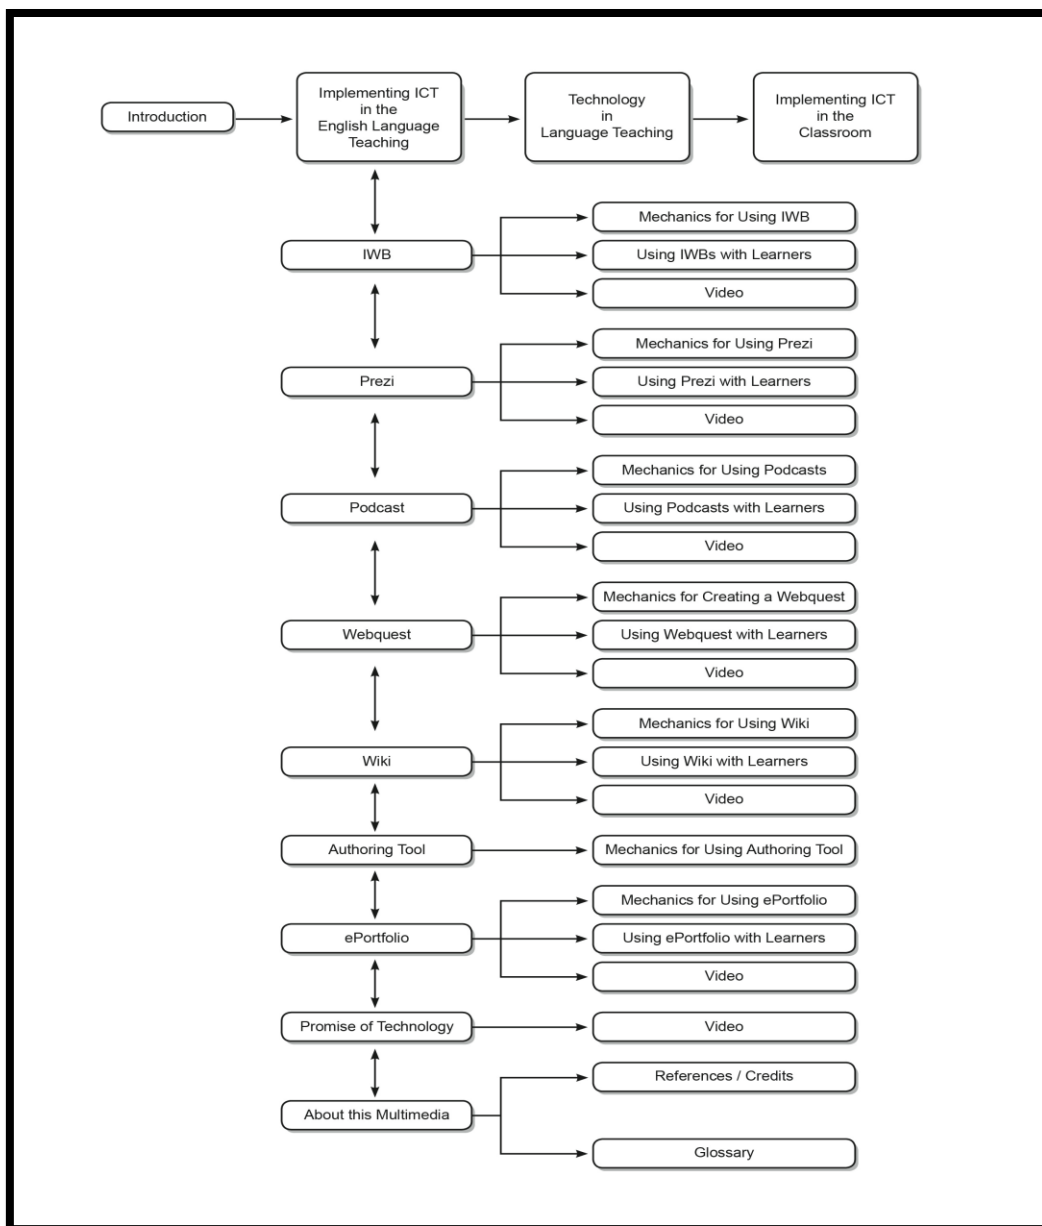 Introduction
Implementing ICT
in the
English Language
Teaching
Technology
in
Language Teaching
Implementing ICT
in the
Classroom
IWB
Mechanics for Using IWB
Using IWBs with Learners
Video
Prezi
Mechanics for Using Prezi
Using Prezi with Learners
Video
Podcast
Mechanics for Using Podcasts
Using Podcasts with Learners
Video
Webquest
Mechanics for Creating a Webquest
Using Webquest with Learners
Video
Wiki
Mechanics for Using Wiki
Using Wiki with Learners
Video
Authoring Tool
Mechanics for Using Authoring Tool
ePortfolio
Mechanics for Using ePortfolio
Using ePortfolio with Learners
Video
Promise of Technology
Video
About this Multimedia
References / Credits
Glossary